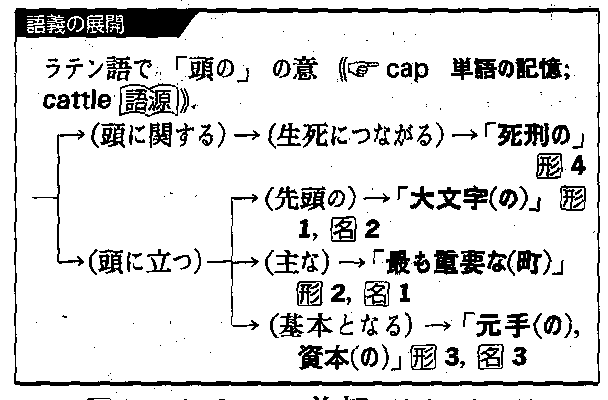 語義の展開
ラテン語で「頭の」の意《☞ cap 単語の記憶;
cattle 語源》.
→(頭に関する)→(生死につながる)→「死刑の」
形 4
→(先頭の)→「大文字(の)」形
1, 名 2
→(頭に立つ)→(主な)→「最も重要な(町)」
形 2, 名 1
→(基本となる)→「元手(の),
資本(の)」形 3, 名 3